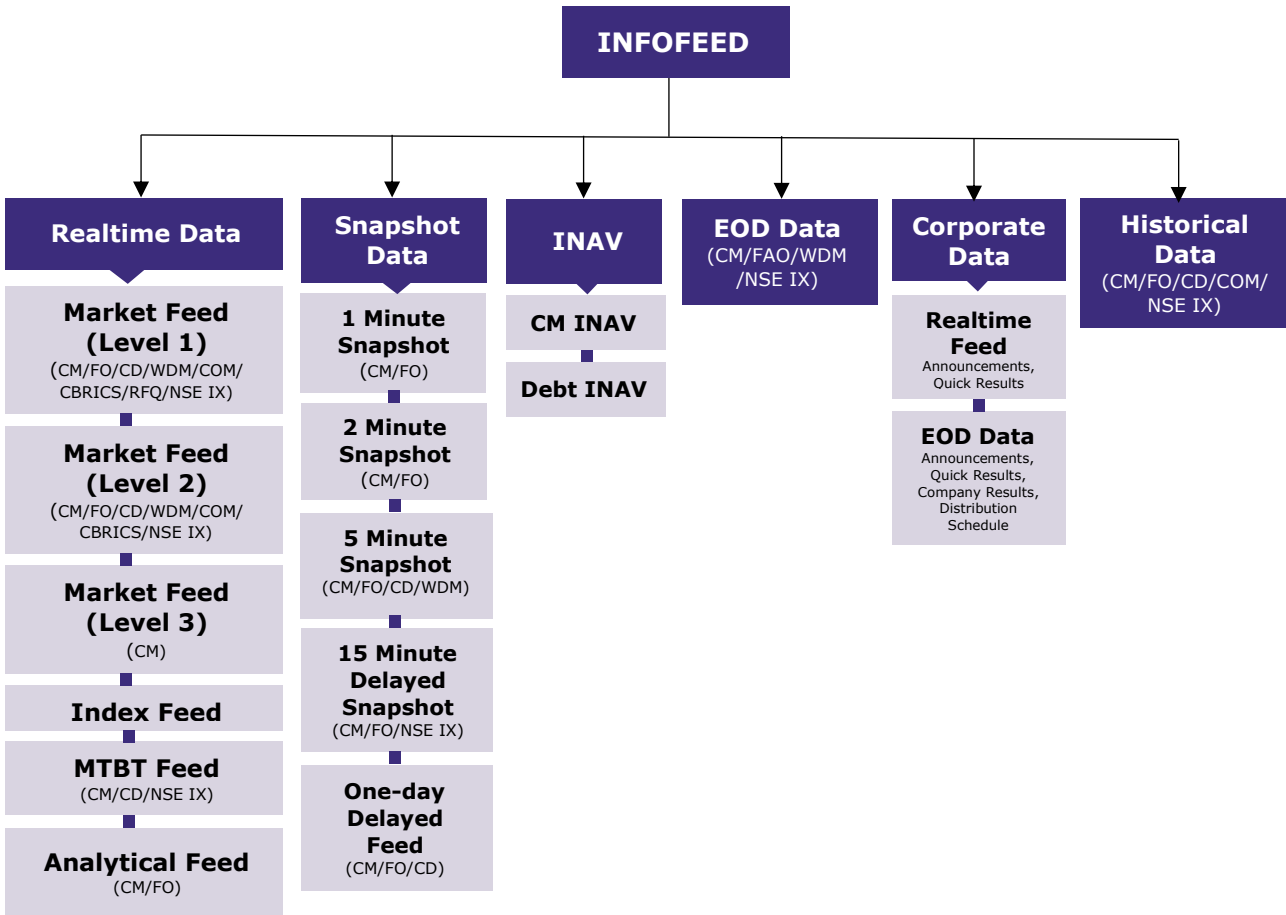 INFOFEED
Realtime Data
Market Feed
(Level 1)
(CM/FO/CD/WDM/COM/
CBRICS/RFQ/NSE IX)
Market Feed
(Level 2)
(CM/FO/CD/WDM/COM/
CBRICS/NSE IX)
Market Feed
(Level 3)
(CM)
Index Feed
MTBT Feed
(CM/CD/NSE IX)
Analytical Feed
(CM/FO)
Snapshot
Data
1 Minute
Snapshot
(CM/FO)
2 Minute
Snapshot
(CM/FO)
5 Minute
Snapshot
(CM/FO/CD/WDM)
15 Minute
Delayed
Snapshot
(CM/FO/NSE IX)
One-day
Delayed
Feed
(CM/FO/CD)
INAV
CM INAV
Debt INAV
EOD Data
(CM/FAO/WDM
/NSE IX)
Corporate
Data
Realtime
Feed
Announcements,
Quick Results
EOD Data
Announcements,
Quick Results,
Company Results,
Distribution
Schedule
Historical
Data
(CM/FO/CD/COM/
NSE IX)